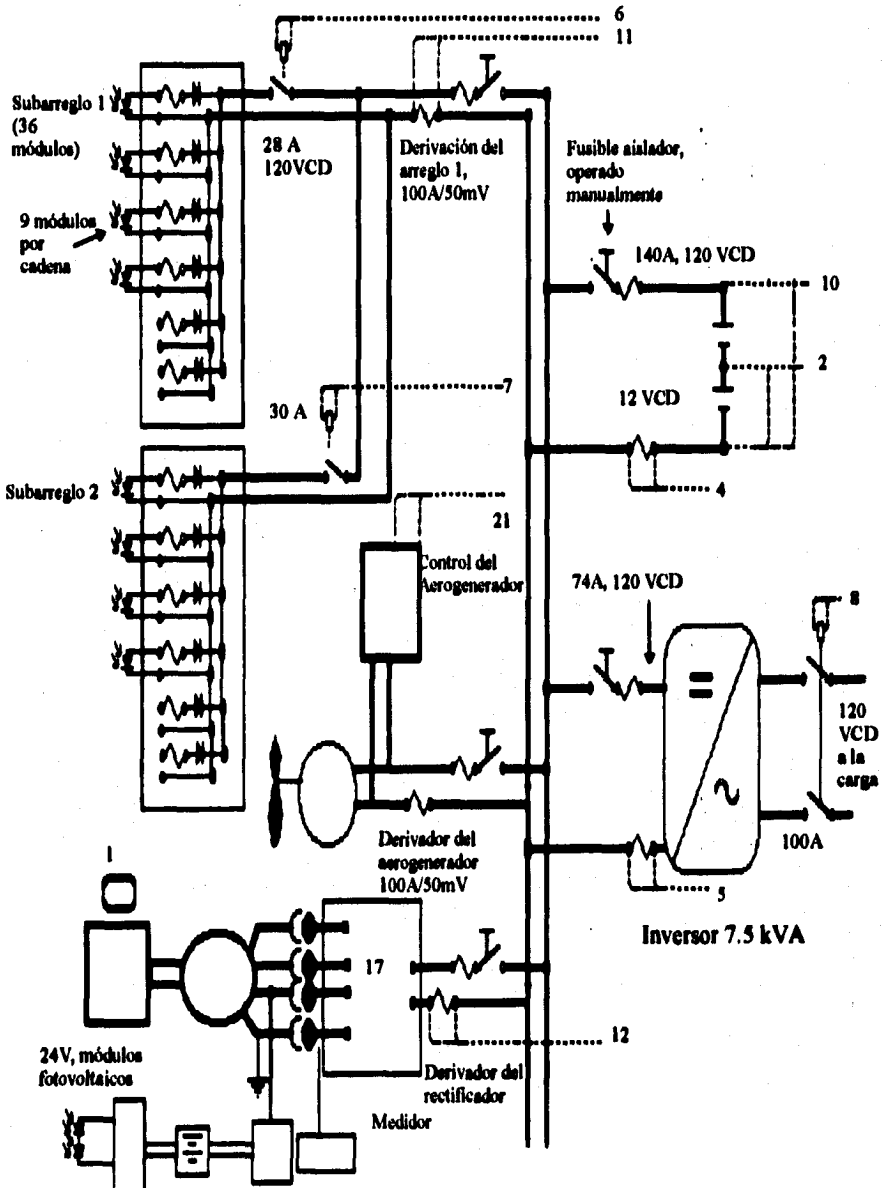 6
11
Subarreglo 1
(36
módulos)
28 A
120VCD
Derivación del
arreglo 1,
100A/50mV
Fusible aislador,
operado
manualmente
9 módulos
por
cadena
140A, 120 VCD
10
2
12 VCD
4
30 A
7
Subarreglo 2
21
Control del
Aerogenerador
74A, 120 VCD
8
120
VCD
a la
carga
100A
5
Inversor 7.5 kVA
Derivador del
aerogenerador
100A/50mV
1
17
12
24V, módulos
fotovoltaicos
Derivador del
rectificador
Medidor